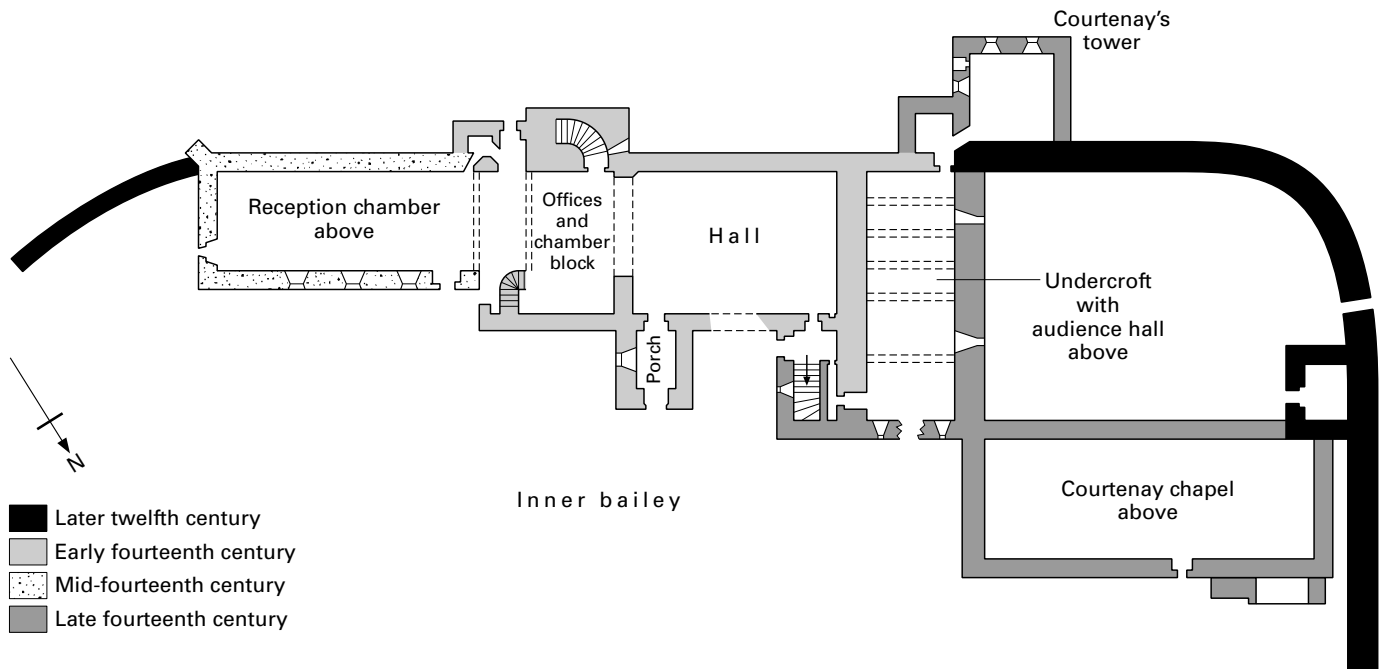 Courtenay's
tower
Reception chamber
above
Offices
and
chamber
block
Hall
Undercroft
with
audience hall
above
Porch
N
Inner bailey
Courtenay chapel
above
Later twelfth century
Early fourteenth century
Mid-fourteenth century
Late fourteenth century